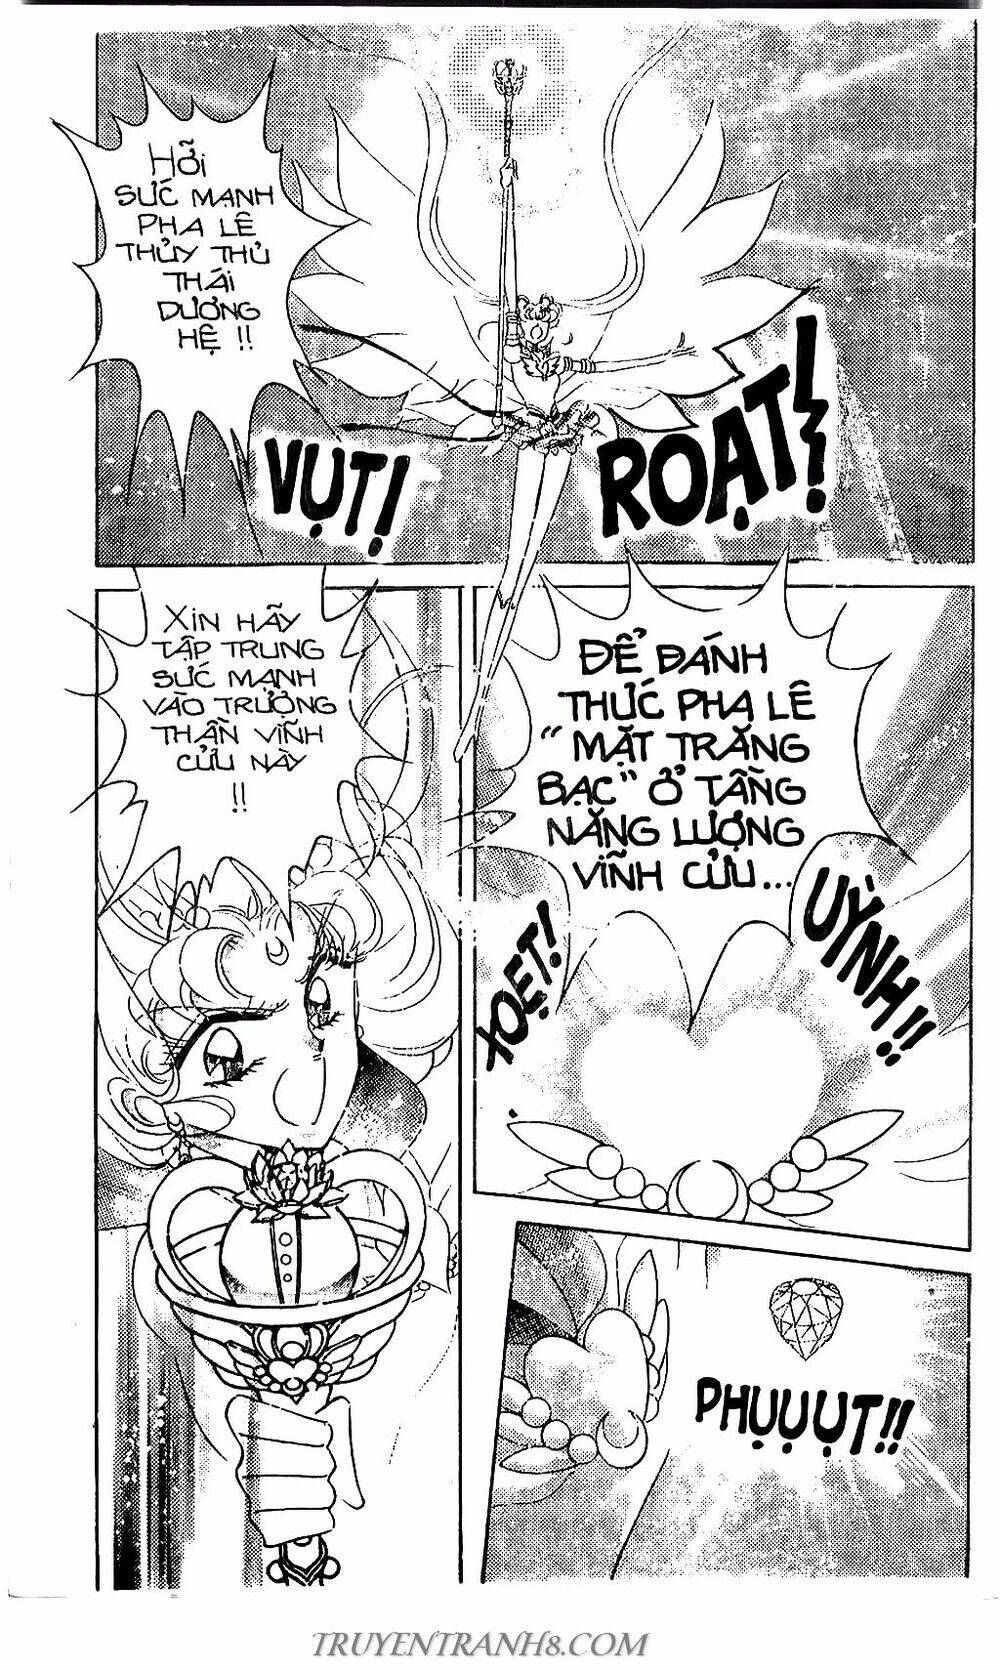 HỠI
SỨC MẠNH
PHA LÊ
THỦY THỦ
THÁI
DƯƠNG
HỆ !!
VỤT!
ROẠT!
XIN HÃY
TẬP TRUNG
SỨC MẠNH
VÀO TRƯỢNG
THẦN VĨNH
CỬU NÀY
!!
ĐỂ ĐÁNH
THỨC PHA LÊ
“MẶT TRĂNG
BẠC” Ở TẦNG
NĂNG LƯỢNG
VĨNH CỬU...
XOẸT!
UỲNH!!
PHỤỤỤT!!
TRUYENTRANH8.COM